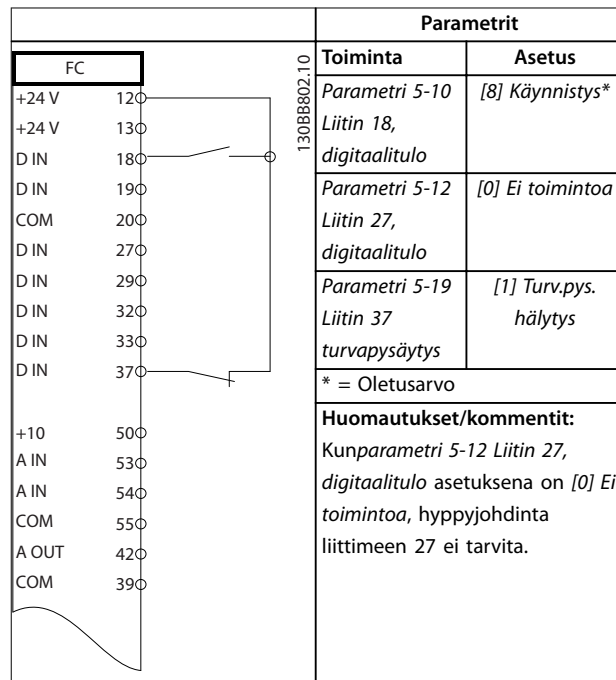 FC
+24 V 12
+24 V 13
D IN 18
D IN 19
COM 20
D IN 27
D IN 29
D IN 32
D IN 33
D IN 37
+10 50
A IN 53
A IN 54
COM 55
A OUT 42
COM 39
130BB802.10
Parametrit
Toiminta Asetus
Parametri 5-10 [8] Käynnistys*
Liitin 18,
digitaalitulo
Parametri 5-12 [0] Ei toimintoa
Liitin 27,
digitaalitulo
Parametri 5-19 [1] Turv.pys.
Liitin 37 hälytys
turvapysäytys
* = Oletusarvo
Huomautukset/kommentit:
Kunparametri 5-12 Liitin 27,
digitaalitulo asetuksena on [0] Ei
toimintoa, hyppyjohdinta
liittimeen 27 ei tarvita.